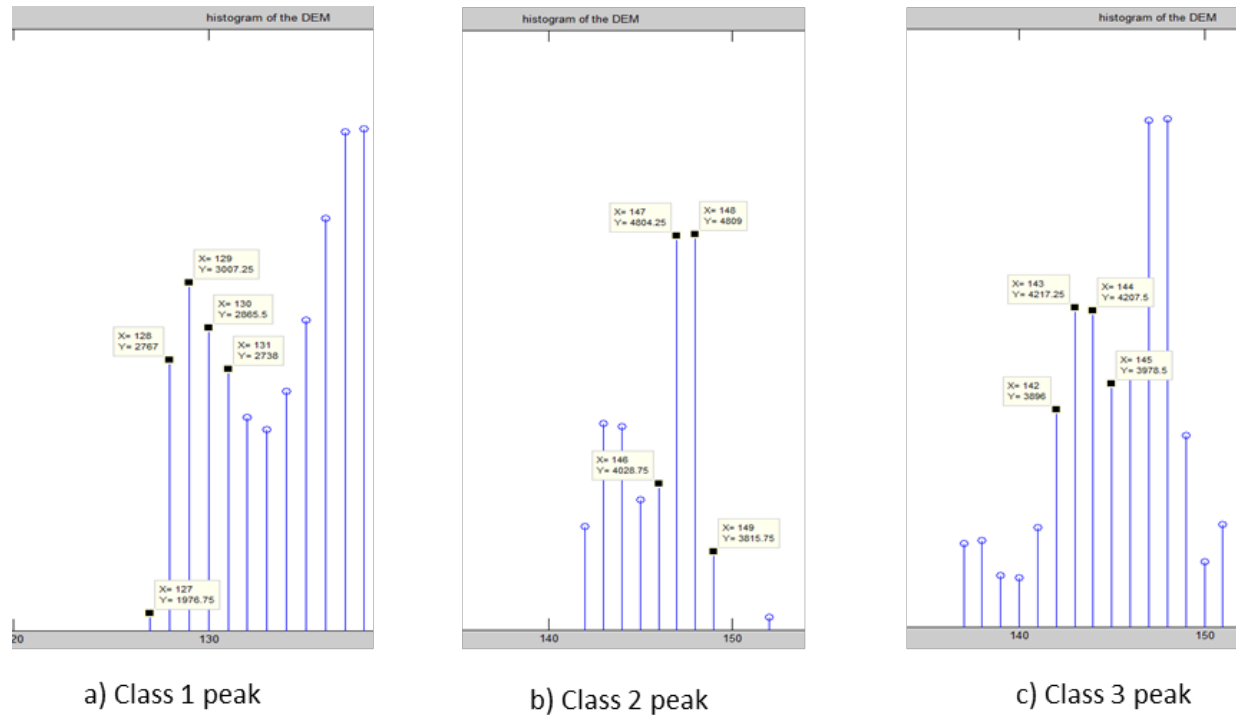 histogram of the DEM
X= 129
Y= 3007.25
X= 130
Y= 2865.5
X= 128
Y= 2767
X= 131
Y= 2738
X= 127
Y= 1976.75
20
130
a) Class 1 peak
histogram of the DEM
X= 147
Y= 4804.25
X= 148
Y= 4809
X= 146
Y= 4028.75
X= 149
Y= 3815.75
140
150
b) Class 2 peak
histogram of the DEM
X= 143
Y= 4217.25
X= 144
Y= 4207.5
X= 145
Y= 3978.5
X= 142
Y= 3896
140
150
c) Class 3 peak